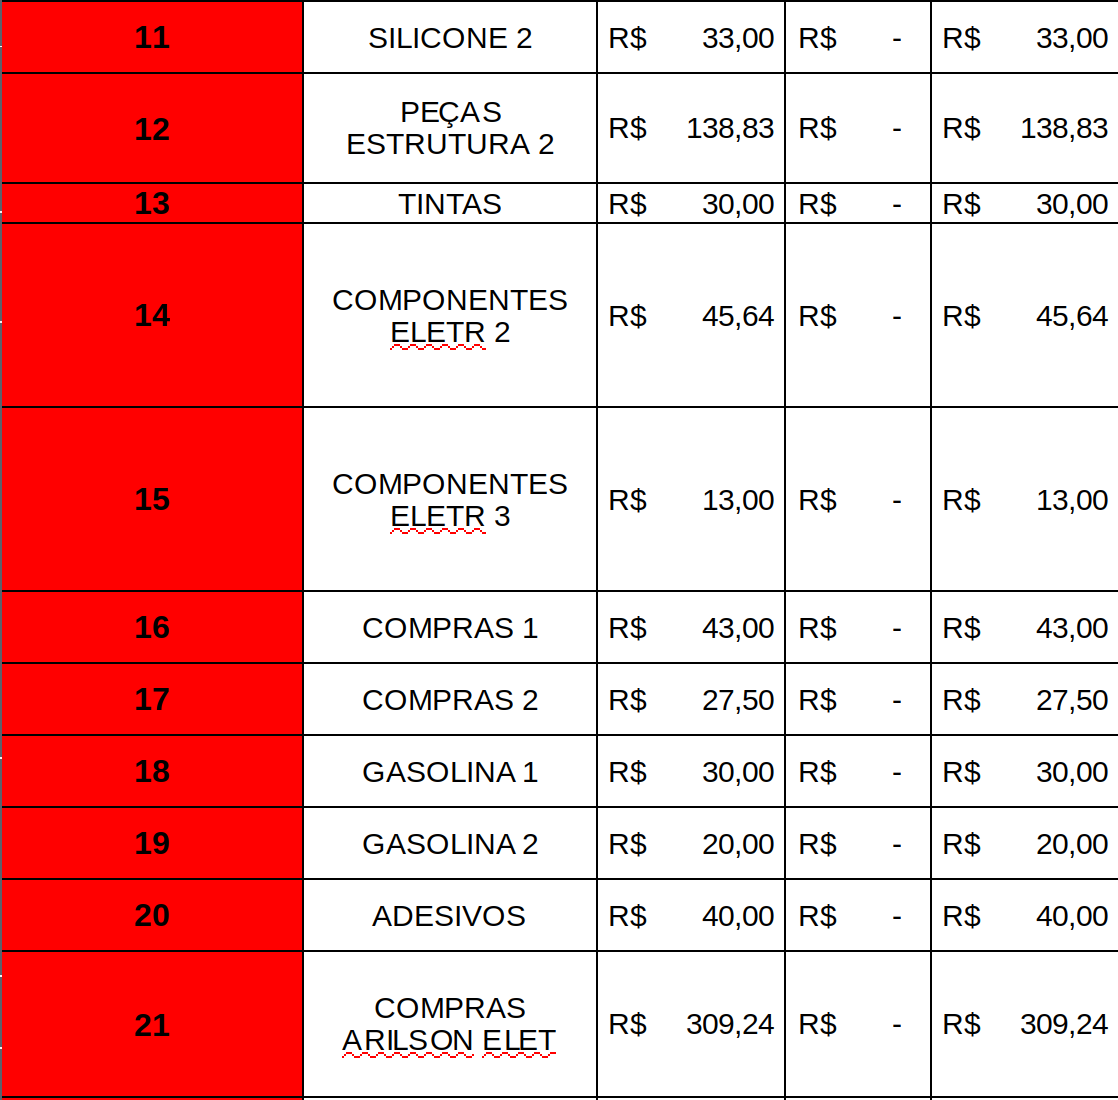 11 SILICONE 2 R$ 33,00 R$ - R$ 33,00
12 PEÇAS ESTRUTURA 2 R$ 138,83 R$ - R$ 138,83
13 TINTAS R$ 30,00 R$ - R$ 30,00
14 COMPONENTES ELETR 2 R$ 45,64 R$ - R$ 45,64
15 COMPONENTES ELETR 3 R$ 13,00 R$ - R$ 13,00
16 COMPRAS 1 R$ 43,00 R$ - R$ 43,00
17 COMPRAS 2 R$ 27,50 R$ - R$ 27,50
18 GASOLINA 1 R$ 30,00 R$ - R$ 30,00
19 GASOLINA 2 R$ 20,00 R$ - R$ 20,00
20 ADESIVOS R$ 40,00 R$ - R$ 40,00
21 COMPRAS ARILSON ELET R$ 309,24 R$ - R$ 309,24